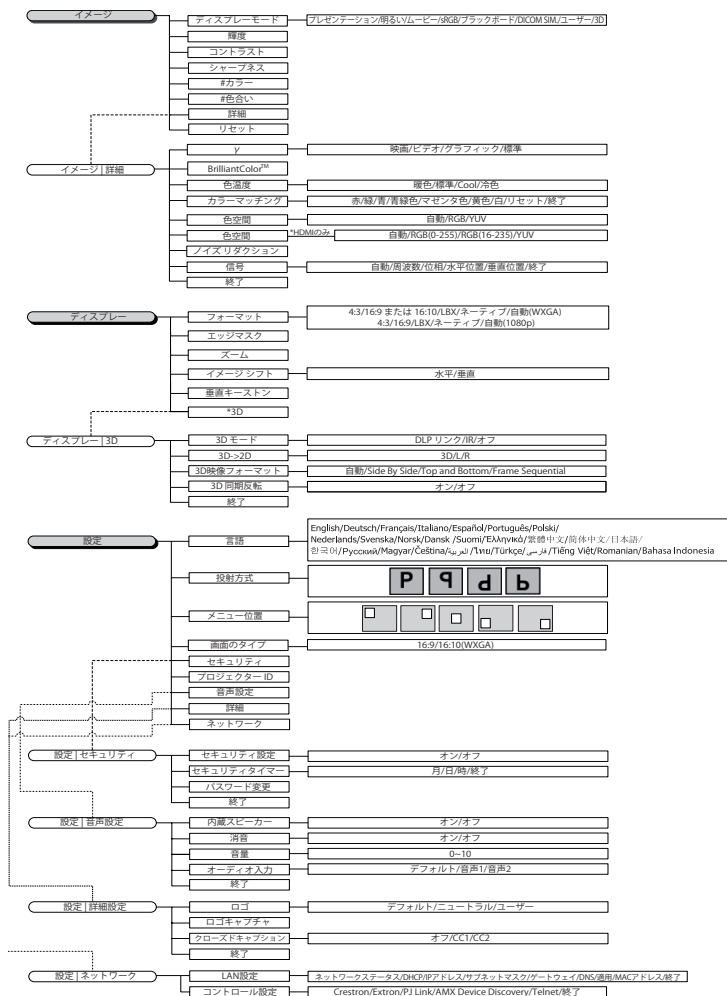 イメージ
ディスプレーモード プレゼンテーション/明るい/ムービー/sRGB/ブラックボード/DICOM SIM./ユーザー/3D
輝度
コントラスト
シャープネス
#カラー
#色合い
詳細
リセット
イメージ | 詳細
γ 映画/ビデオ/グラフィック/標準
BrilliantColor™
色温度 暖色/標準/Cool/冷色
カラーマッチング 赤/緑/青/青緑色/マゼンタ色/黄色/白/リセット/終了
色空間 自動/RGB/YUV
色空間 *HDMIのみ 自動/RGB(0-255)/RGB(16-235)/YUV
ノイズ リダクション
信号 自動/周波数/位相/水平位置/垂直位置/終了
終了
ディスプレー
フォーマット 4:3/16:9 または 16:10/LBX/ネーティブ/自動(WXGA)
4:3/16:9/LBX/ネーティブ/自動(1080p)
エッジマスク
ズーム
イメージ シフト 水平/垂直
垂直キーストン
*3D
ディスプレー | 3D
3D モード DLP リンク/IR/オフ
3D->2D 3D/L/R
3D映像フォーマット 自動/Side By Side/Top and Bottom/Frame Sequential
3D 同期反転 オン/オフ
終了
設定
言語 English/Deutsch/Français/Italiano/Español/Português/Polski/
Nederlands/Svenska/Norsk/Dansk /Suomi/Ελληνικά/繁體中文/简体中文/日本語/
한국어/Русский/Magyar/Čeština/العربية/ไทย/Türkçe/فارسی/Tiếng Việt/Romanian/Bahasa Indonesia
投射方式 P
メニュー位置
画面のタイプ 16:9/16:10(WXGA)
セキュリティ
プロジェクター ID
音声設定
詳細
ネットワーク
設定 | セキュリティ
セキュリティ設定 オン/オフ
セキュリティタイマー 月/日/時/終了
パスワード変更
終了
設定 | 音声設定
内蔵スピーカー オン/オフ
消音 オン/オフ
音量 0~10
オーディオ入力 デフォルト/音声1/音声2
終了
設定 | 詳細設定
ロゴ デフォルト/ニュートラル/ユーザー
ロゴキャプチャ
クローズドキャプション オフ/CC1/CC2
終了
設定 | ネットワーク
LAN設定 ネットワークステータス/DHCP/IPアドレス/サブネットマスク/ゲートウェイ/DNS/適用/MACアドレス/終了
コントロール設定 Crestron/Extron/PJ Link/AMX Device Discovery/Telnet/終了